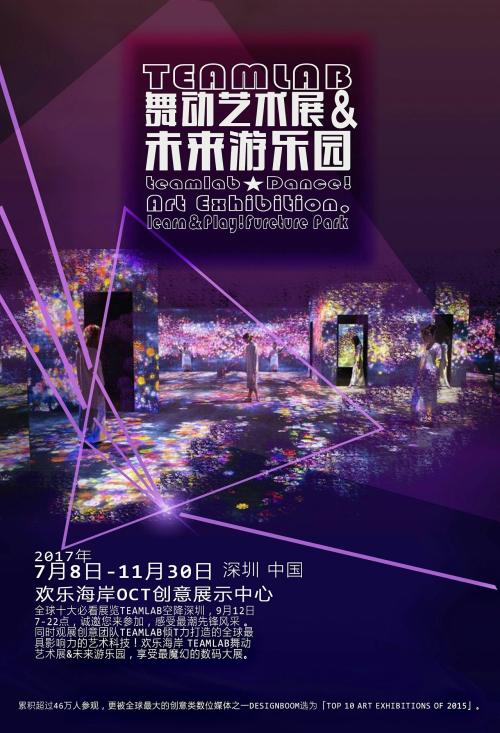 TEAMLAB
舞动艺术展&
未来游乐园
teamlab★Dance!
Art Exhibition,
learn&Play!Fureture Park
2017年
7月8日-11月30日 深圳 中国
欢乐海岸OCT创意展示中心
全球十大必看展览TEAMLAB空降深圳，9月12日
7-22点，诚邀您来参加，感受最潮先锋风采 。
同时观展创意团队TEAMLAB倾T力打造的全球最
具影响力的艺术科技！欢乐海岸 TEAMLAB舞动
艺术展&未来游乐园，享受最魔幻的数码大展。
累积超过46万人参观，更被全球最大的创意类数位媒体之一DESIGNBOOM选为「TOP 10 ART EXHIBITIONS OF 2015」。